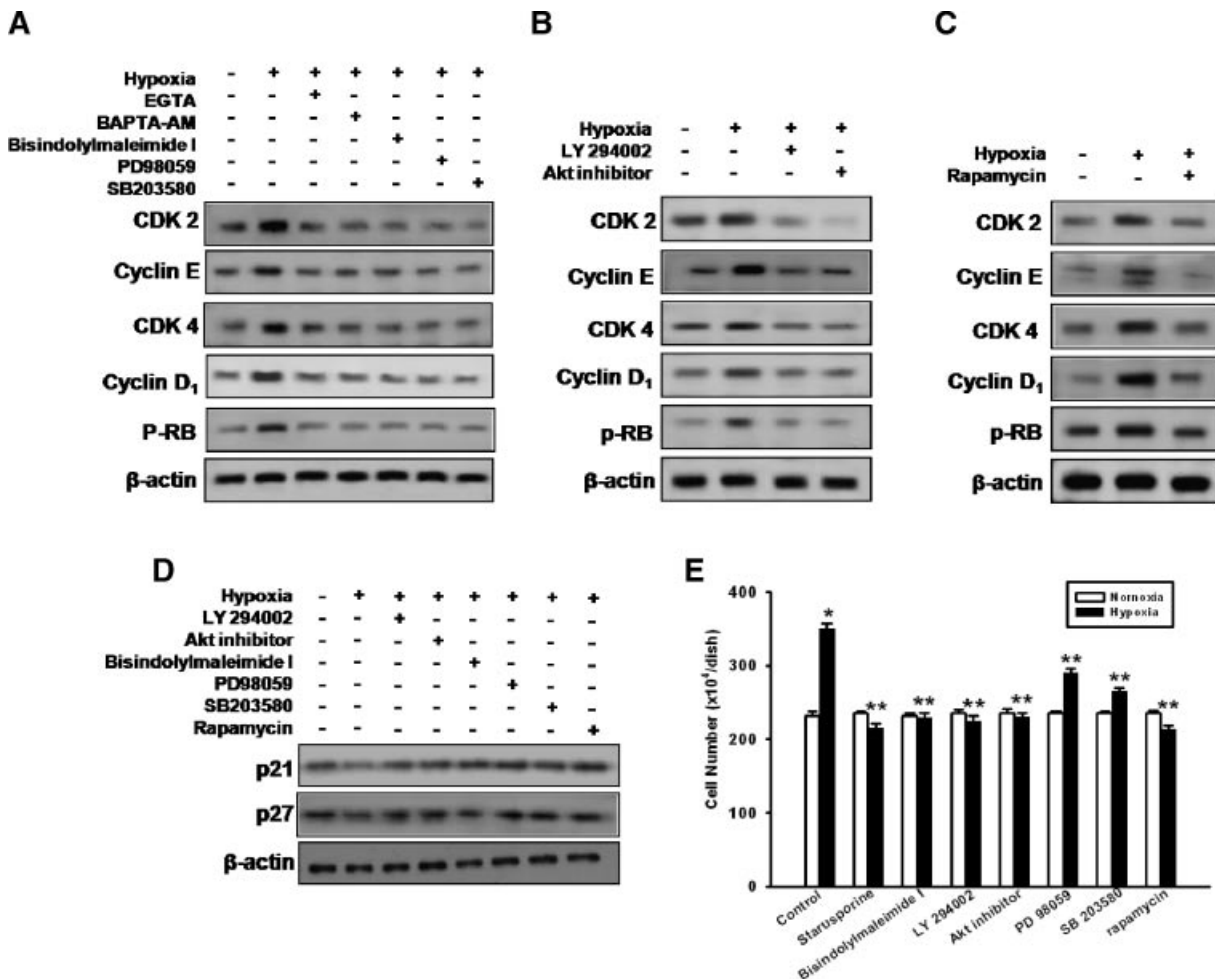 A
Hypoxia - + + + + + +
EGTA - - + - - - -
BAPTA-AM - - - + - - -
Bisindolylmaleimide I - - - - + - -
PD98059 - - - - - + -
SB203580 - - - - - - +
CDK 2
Cyclin E
CDK 4
Cyclin D1
P-RB
β-actin
B
Hypoxia - + + +
LY 294002 - - + -
Akt inhibitor - - - +
CDK 2
Cyclin E
CDK 4
Cyclin D1
p-RB
β-actin
C
Hypoxia - + +
Rapamycin - - +
CDK 2
Cyclin E
CDK 4
Cyclin D1
p-RB
β-actin
D
Hypoxia - + + + + + + +
LY 294002 - - + - - - - -
Akt inhibitor - - - + - - - -
Bisindolylmaleimide I - - - - + - - -
PD98059 - - - - - + - -
SB203580 - - - - - - + -
Rapamycin - - - - - - - +
p21
p27
β-actin
E
Cell Number (x10⁴/dish)
400
300
200
100
0
Nornoxia
Hypoxia
* ** ** ** ** ** ** **
Control
Starusporine
Bisindolylmaleimide I
LY 294002
Akt inhibitor
PD 98059
SB 203580
rapamycin